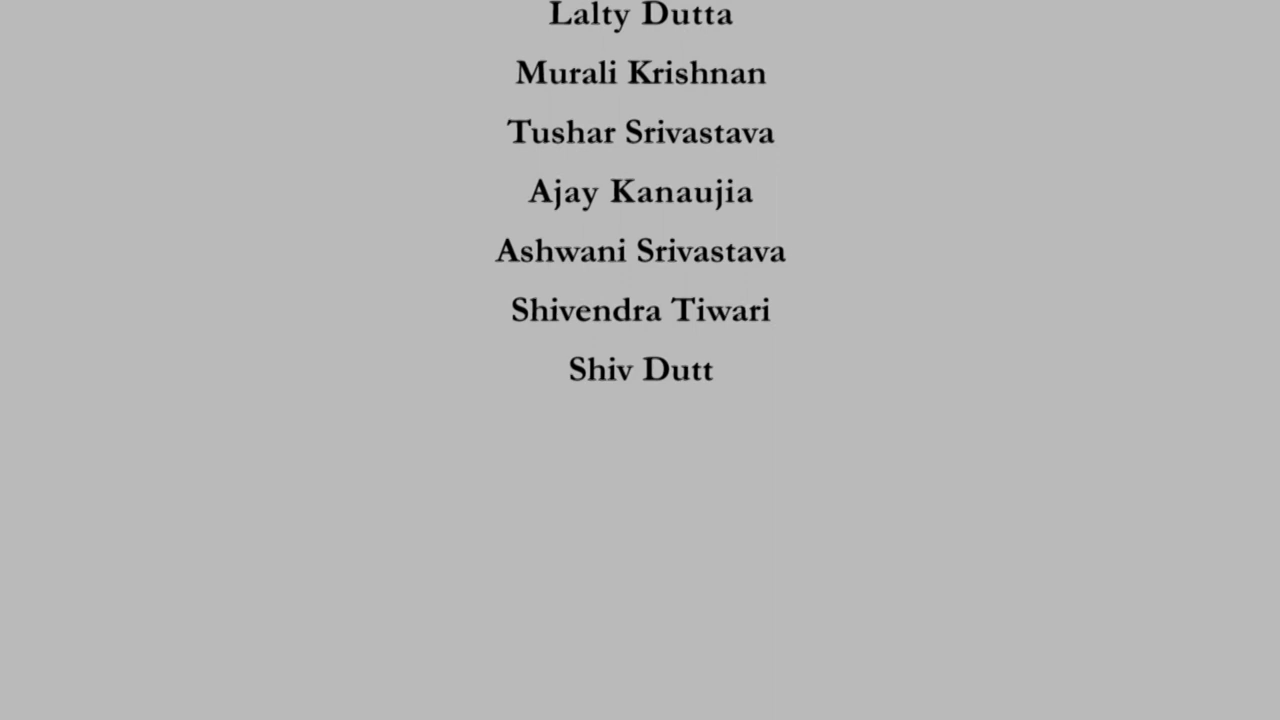 Lalty Dutta
Murali Krishnan
Tushar Srivastava
Ajay Kanaujia
Ashwani Srivastava
Shivendra Tiwari
Shiv Dutt